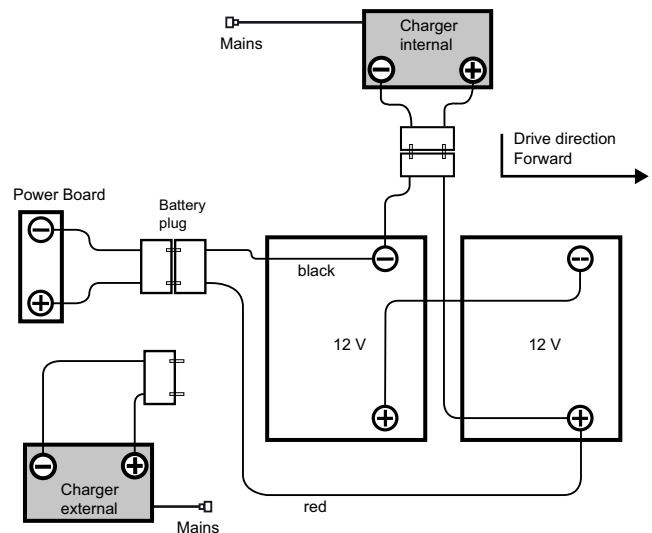 Charger
internal
Mains
Drive direction
Forward
Power Board
Battery
plug
black
12 V
12 V
Charger
external
red
Mains